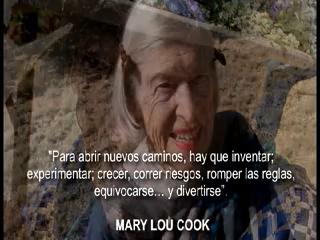 "Para abrir nuevos caminos, hay que inventar;
experimentar; crecer, correr riesgos, romper las reglas,
equivocarse... y divertirse".
MARY LOU COOK